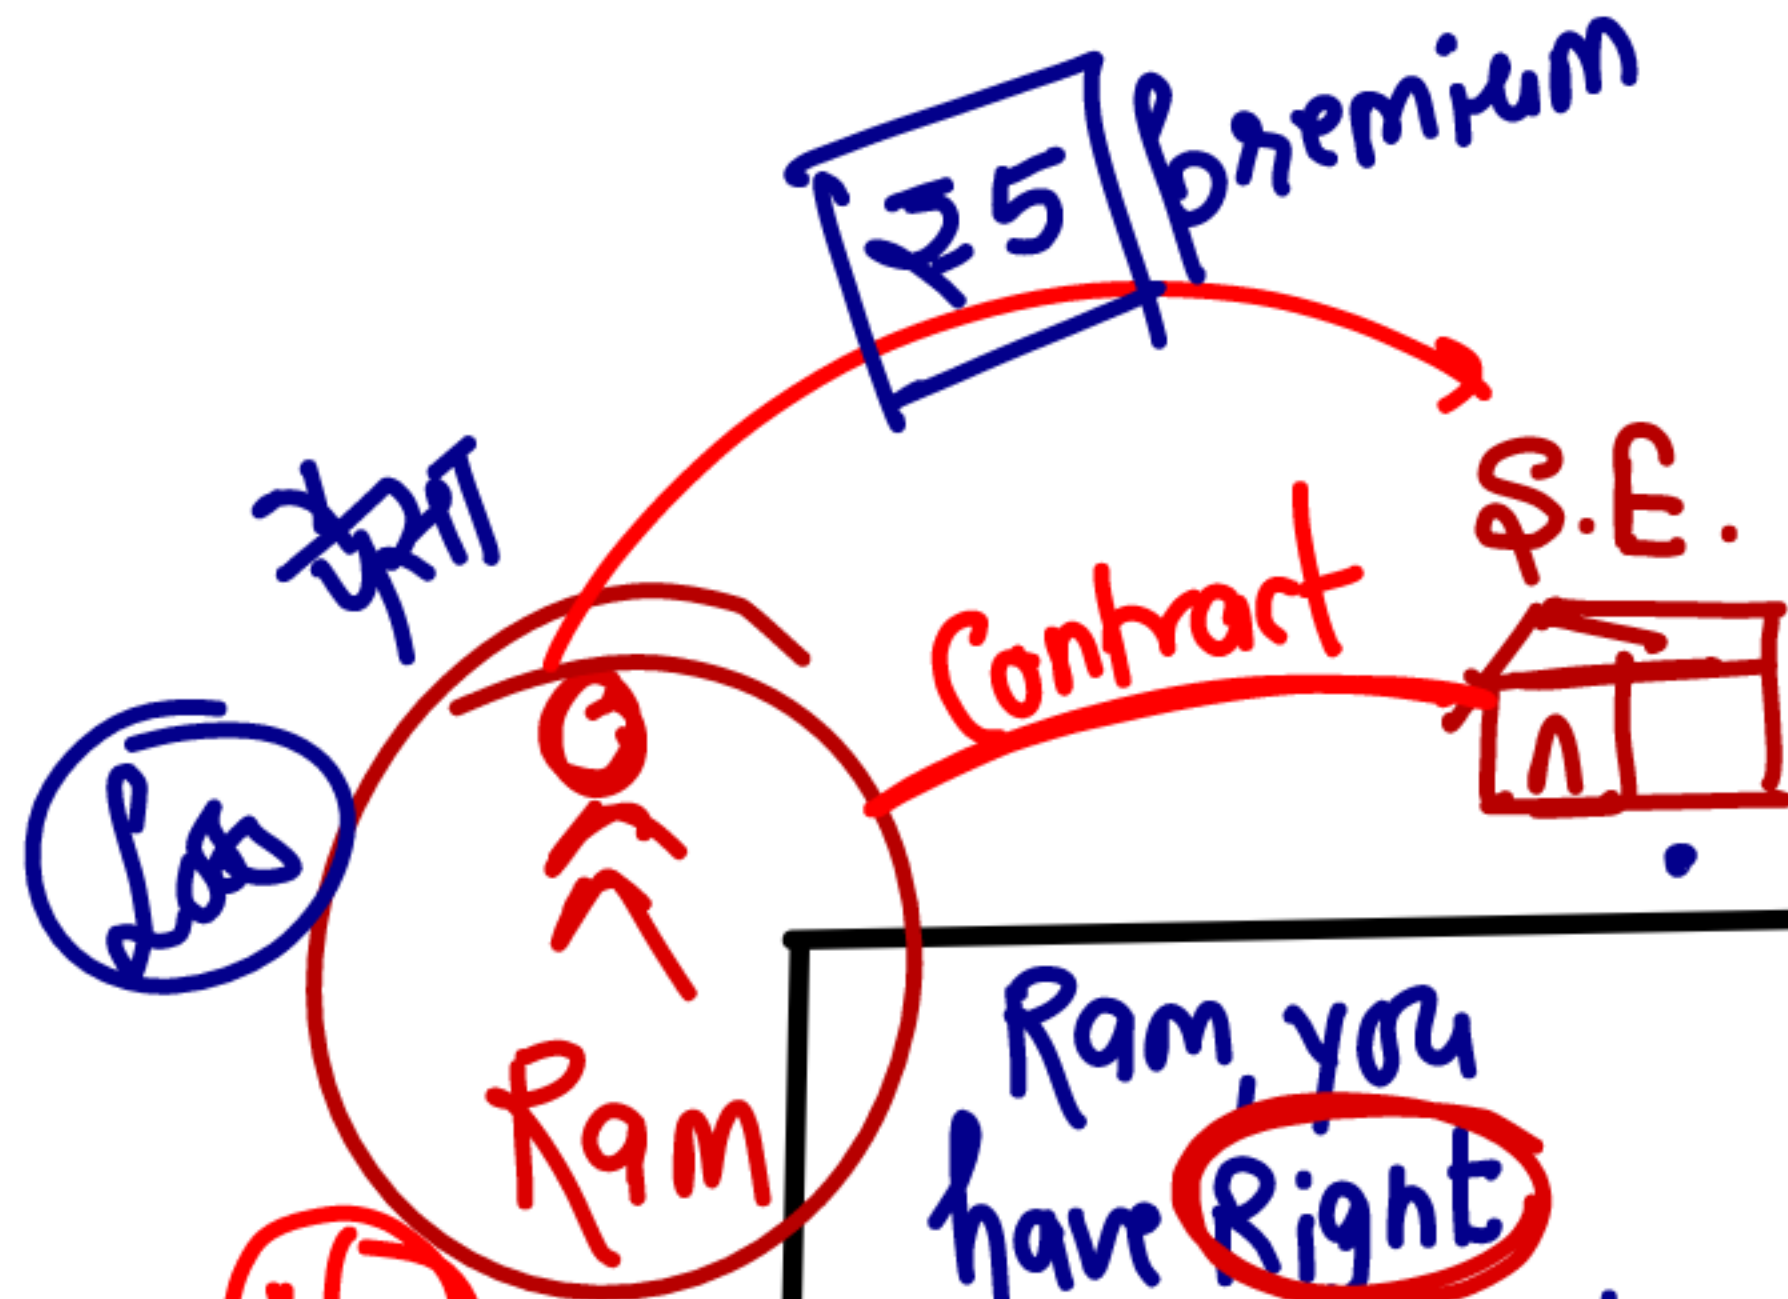 ₹5 premium
S.E.
पैसा
Contract
Loss
Ram
Ram, you
have Right